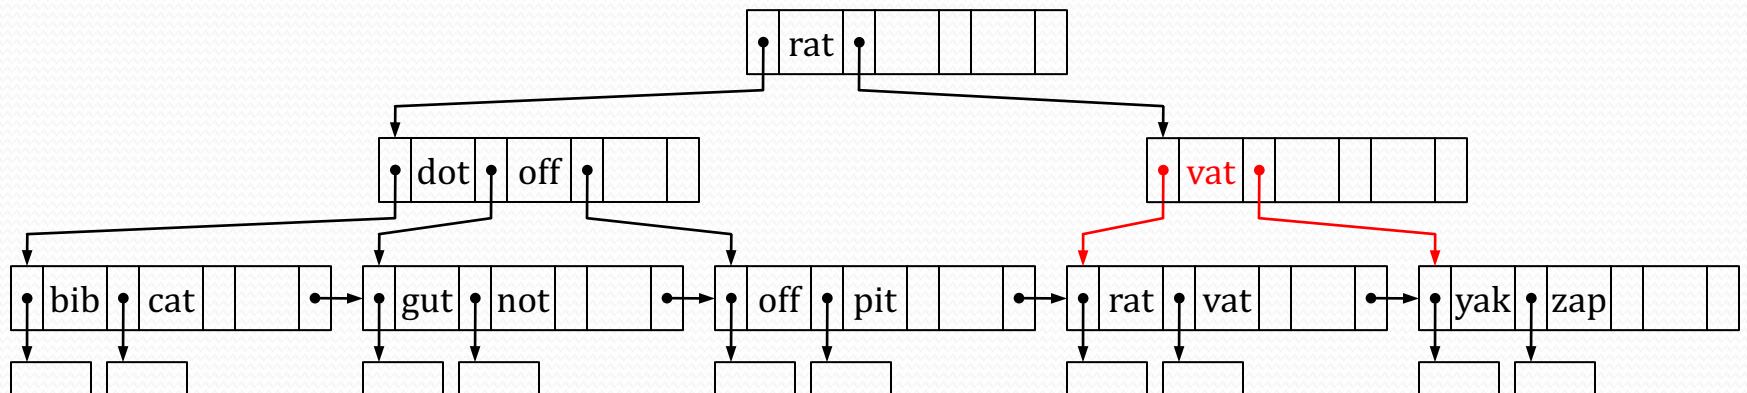 rat
dot off vat
bib cat gut not off pit rat vat yak zap